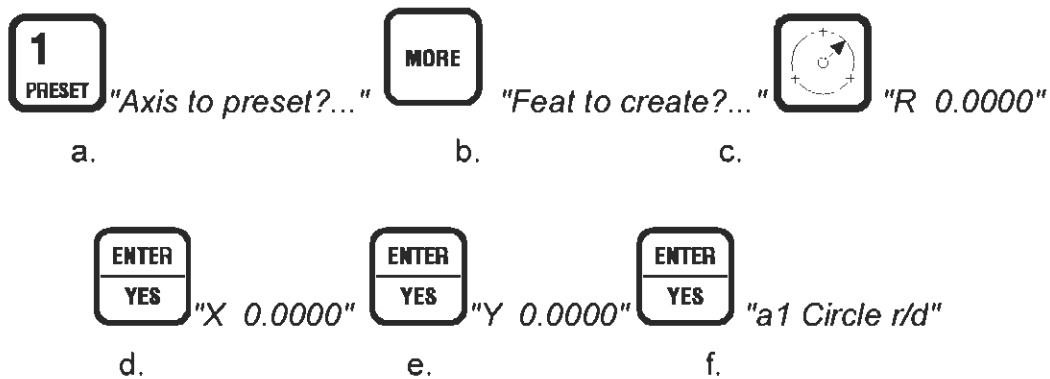 1
PRESET "Axis to preset?..." MORE "Feat to create?..." "R 0.0000"
a. b. c.
ENTER ENTER ENTER
YES "X 0.0000" YES "Y 0.0000" YES "a1 Circle r/d"
d. e. f.